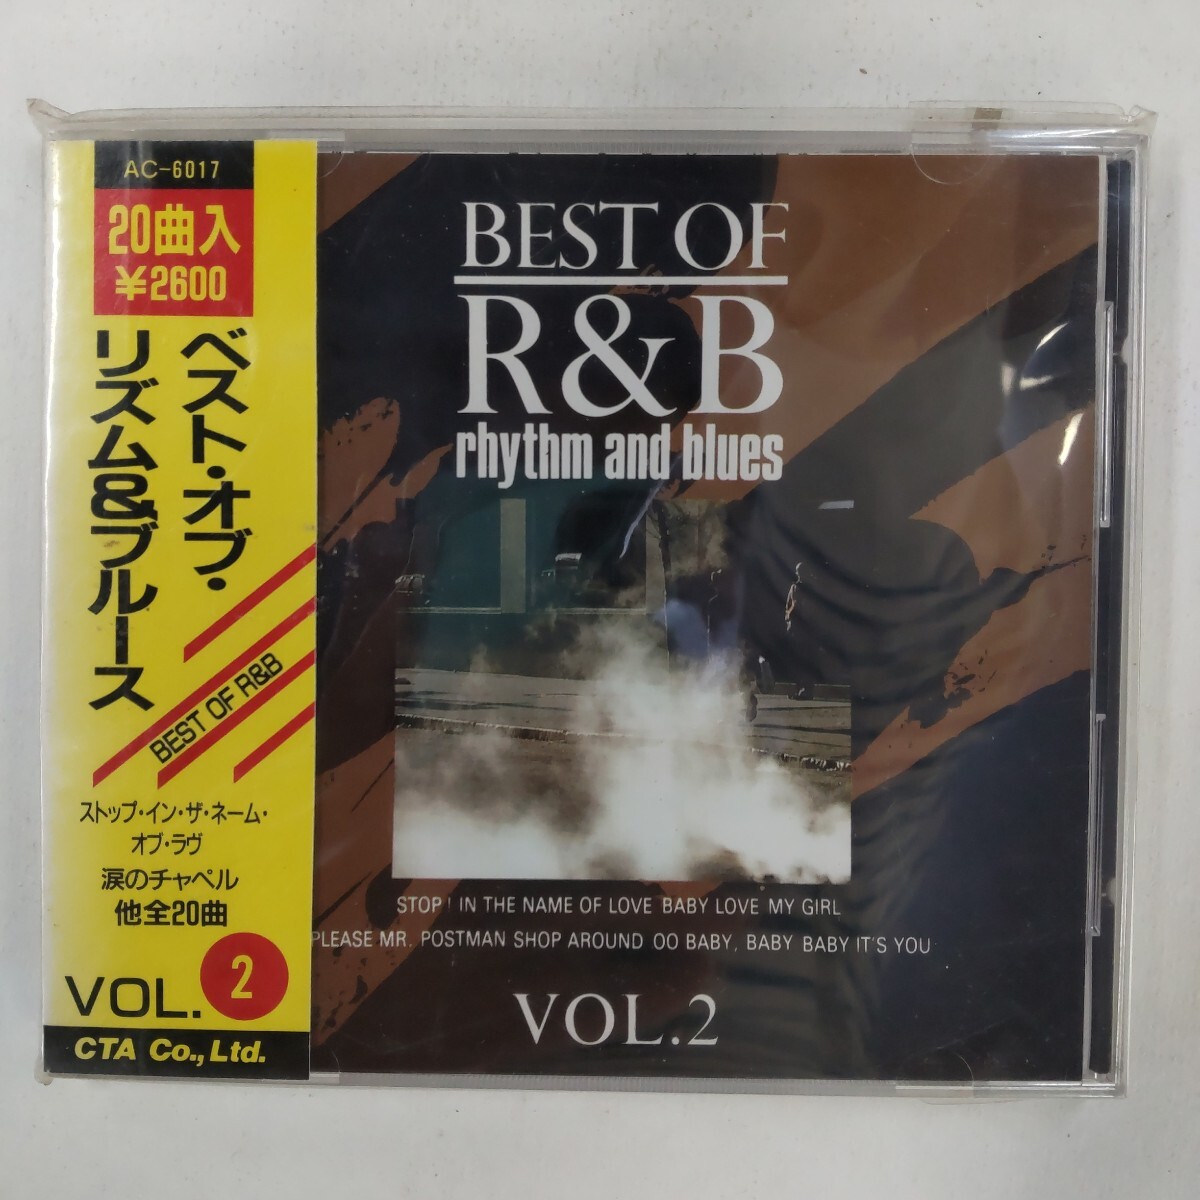 AC-6017
20曲入
¥2600
ベスト・オブ・
リズム&ブルース
BEST OF R&B
ストップ・イン・ザ・ネーム・
オブ・ラヴ
涙のチャペル
他全20曲
VOL. 2
CTA Co., Ltd.
BEST OF
R&B
rhythm and blues
STOP! IN THE NAME OF LOVE BABY LOVE MY GIRL
PLEASE MR. POSTMAN SHOP AROUND OO BABY, BABY BABY IT'S YOU
VOL.2